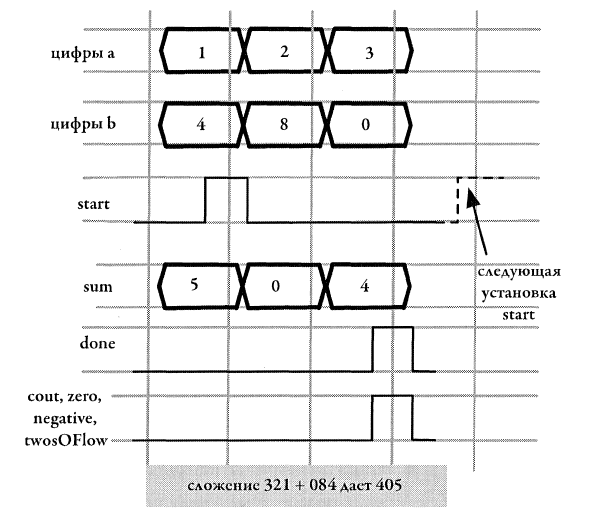 цифры a
1 2 3
цифры b
4 8 0
start
sum
5 0 4
следующая
установка
start
done
cout, zero,
negative,
twosOFlow
сложение 321 + 084 дает 405